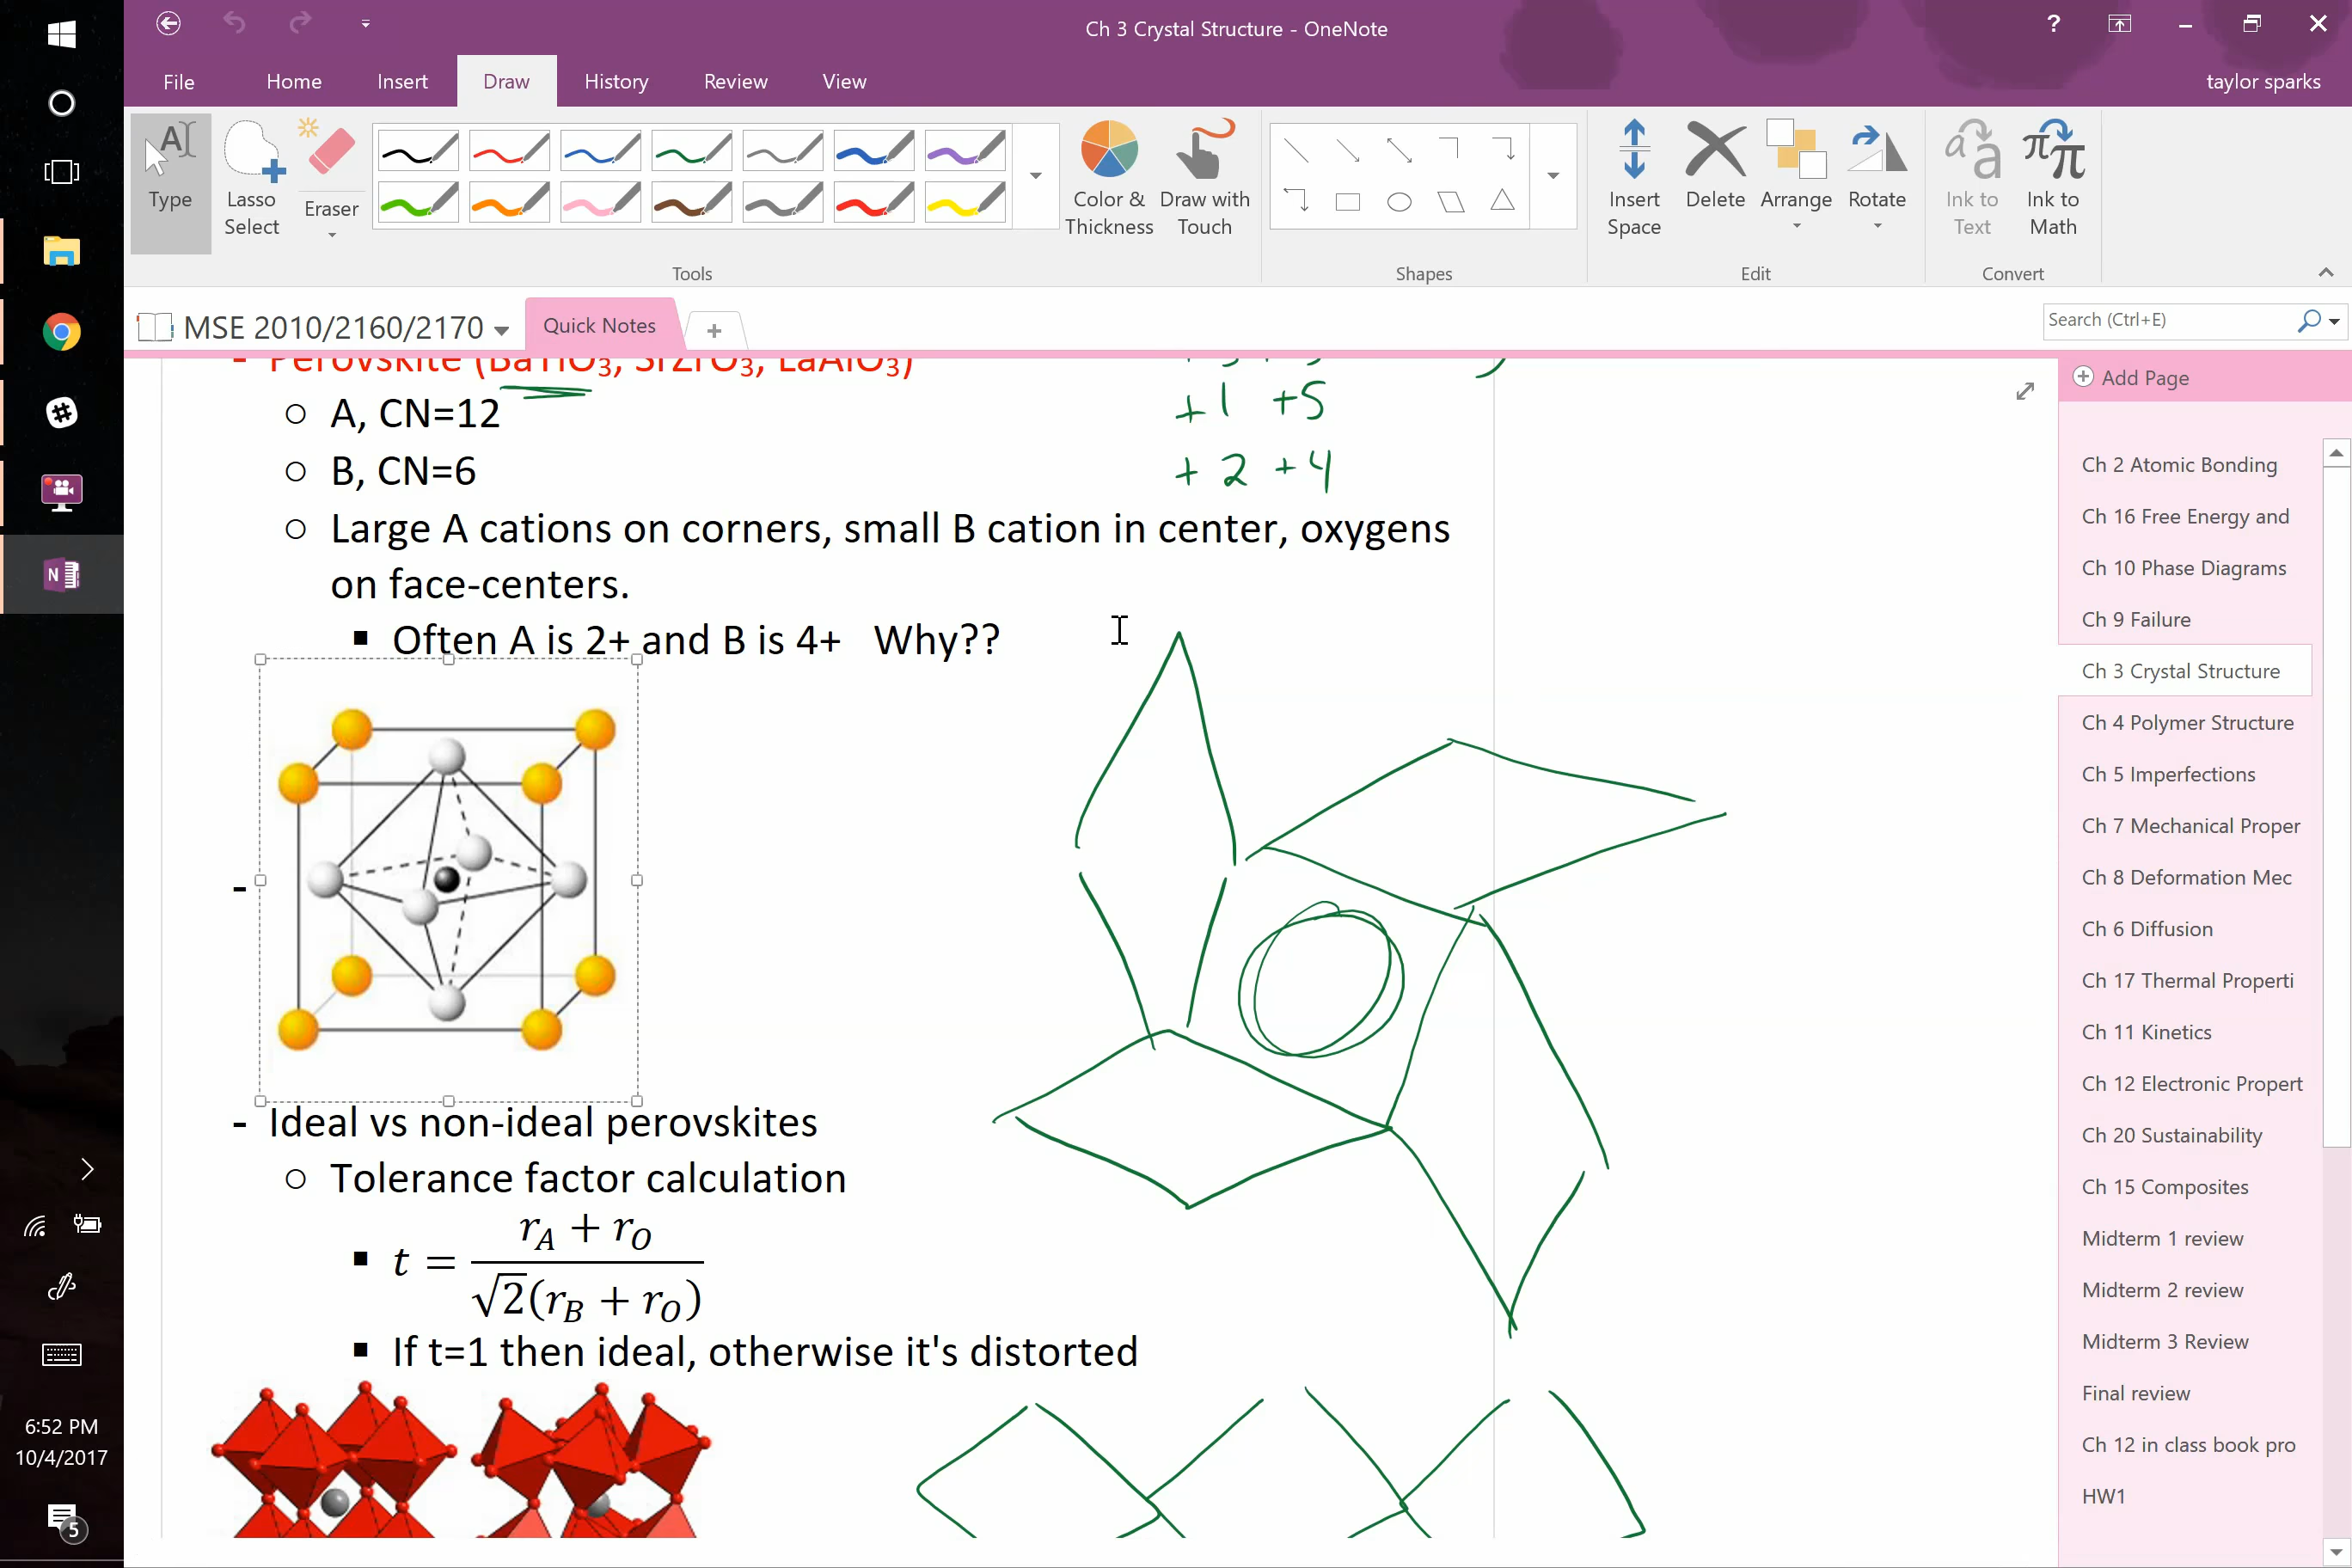 Ch 3 Crystal Structure - OneNote
File Home Insert Draw History Review View
taylor sparks
Type
Lasso Select
Eraser
Color & Thickness
Draw with Touch
Insert Space
Delete
Arrange
Rotate
Ink to Text
Ink to Math
Tools
Shapes
Edit
Convert
MSE 2010/2160/2170
Quick Notes
Search (Ctrl+E)
- Perovskite (BaTiO3, SrZrO3, LaAlO3)
○ A, CN=12
+1 +5
○ B, CN=6
+2 +4
○ Large A cations on corners, small B cation in center, oxygens
on face-centers.
▪ Often A is 2+ and B is 4+ Why??
-
- Ideal vs non-ideal perovskites
○ Tolerance factor calculation
▪ t = (r_A + r_O) / (√2(r_B + r_O))
▪ If t=1 then ideal, otherwise it's distorted
Add Page
Ch 2 Atomic Bonding
Ch 16 Free Energy and
Ch 10 Phase Diagrams
Ch 9 Failure
Ch 3 Crystal Structure
Ch 4 Polymer Structure
Ch 5 Imperfections
Ch 7 Mechanical Proper
Ch 8 Deformation Mec
Ch 6 Diffusion
Ch 17 Thermal Properti
Ch 11 Kinetics
Ch 12 Electronic Propert
Ch 20 Sustainability
Ch 15 Composites
Midterm 1 review
Midterm 2 review
Midterm 3 Review
Final review
Ch 12 in class book pro
HW1
6:52 PM
10/4/2017
5